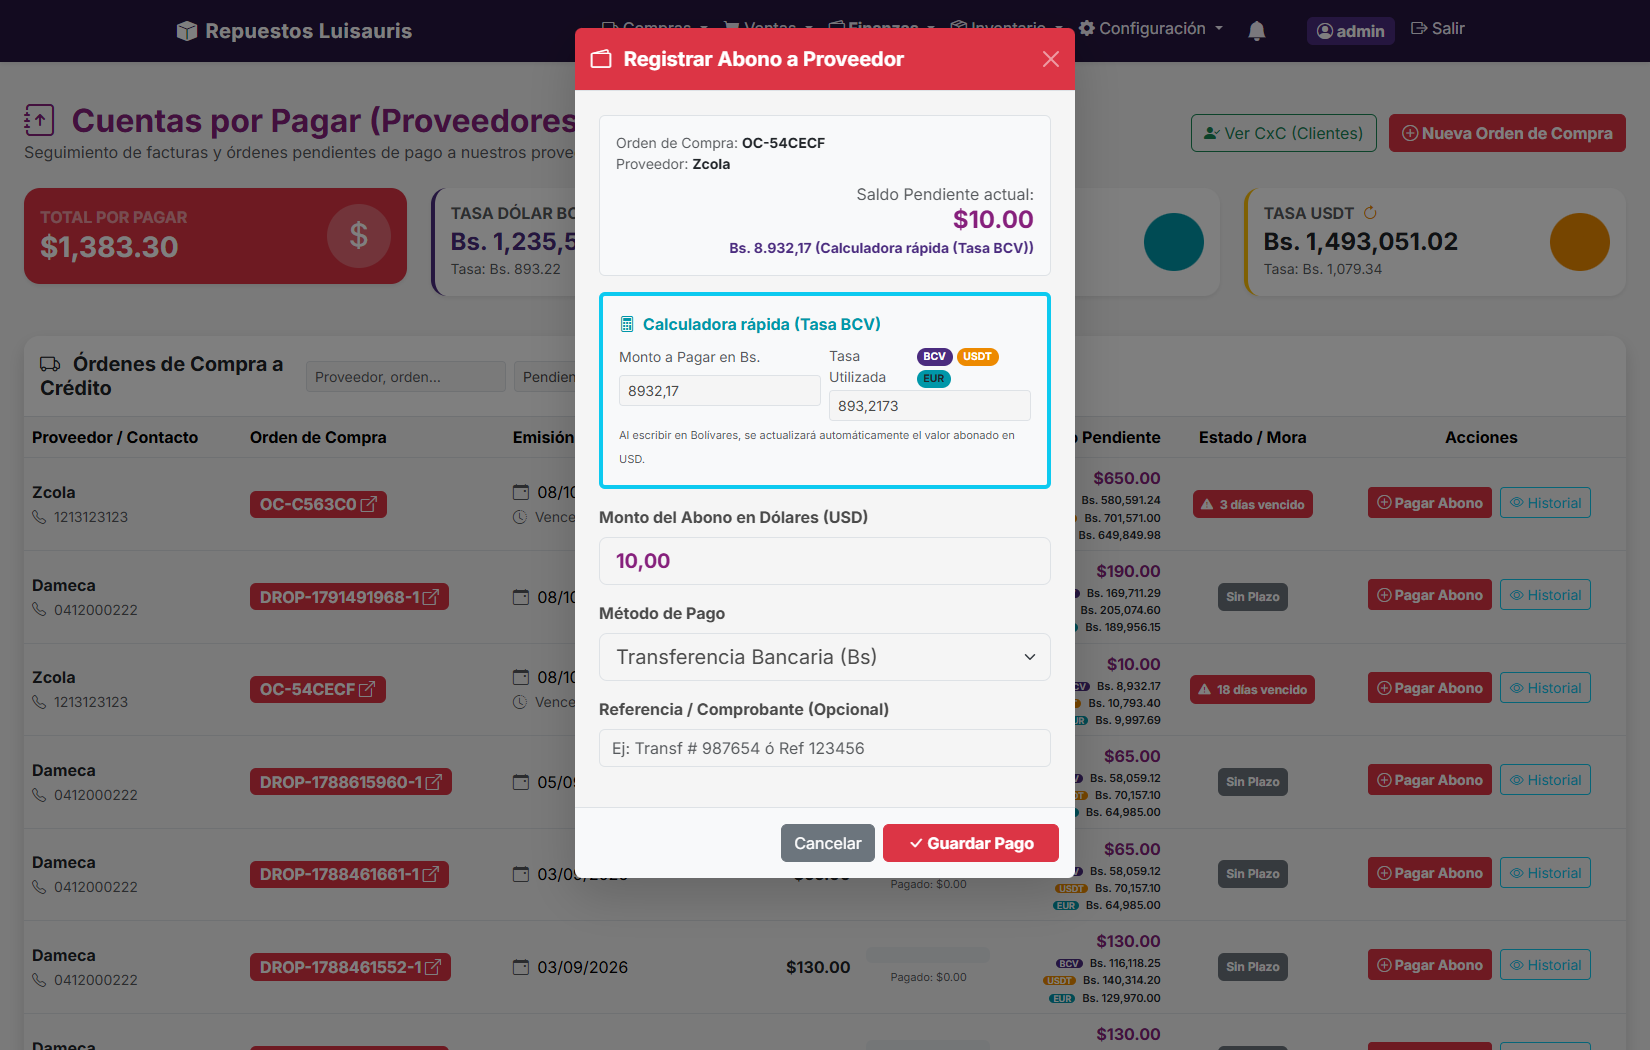 Repuestos Luisauris
Compras
Ventas
Finanzas
Inventario
Configuración
admin
Salir
Registrar Abono a Proveedor
Cuentas por Pagar (Proveedores
Seguimiento de facturas y órdenes pendientes de pago a nuestros prove
Ver CxC (Clientes)
Nueva Orden de Compra
TOTAL POR PAGAR
$1,383.30
$
TASA DÓLAR BC
Bs. 1,235,5
Tasa: Bs. 893.22
TASA USDT
Bs. 1,493,051.02
Tasa: Bs. 1,079.34
Orden de Compra: OC-54CECF
Proveedor: Zcola
Saldo Pendiente actual:
$10.00
Bs. 8.932,17 (Calculadora rápida (Tasa BCV))
Calculadora rápida (Tasa BCV)
Monto a Pagar en Bs.
8932,17
Tasa Utilizada
BCV USDT
EUR
893,2173
Al escribir en Bolívares, se actualizará automáticamente el valor abonado en
USD.
Monto del Abono en Dólares (USD)
10,00
Método de Pago
Transferencia Bancaria (Bs)
Referencia / Comprobante (Opcional)
Ej: Transf # 987654 ó Ref 123456
Cancelar
Guardar Pago
Órdenes de Compra a
Crédito
Proveedor, orden...
Pendien
Proveedor / Contacto
Orden de Compra
Emisión
Pendiente
Estado / Mora
Acciones
Zcola
1213123123
OC-C563C0
08/10
Vence
$650.00
Bs. 580,591.24
Bs. 701,571.00
Bs. 649,849.98
3 días vencido
Pagar Abono
Historial
Dameca
0412000222
DROP-1791491968-1
08/10
$190.00
Bs. 169,711.29
Bs. 205,074.60
Bs. 189,956.15
Sin Plazo
Pagar Abono
Historial
Zcola
1213123123
OC-54CECF
08/10
Vence
$10.00
Bs. 8,932.17
Bs. 10,793.40
Bs. 9,997.69
18 días vencido
Pagar Abono
Historial
Dameca
0412000222
DROP-1788615960-1
05/0
$65.00
Bs. 58,059.12
Bs. 70,157.10
Bs. 64,985.00
Sin Plazo
Pagar Abono
Historial
Dameca
0412000222
DROP-1788461661-1
Pagado: $0.00
$65.00
Bs. 58,059.12
USDT Bs. 70,157.10
EUR Bs. 64,985.00
Sin Plazo
Pagar Abono
Historial
Dameca
0412000222
DROP-1788461552-1
03/09/2026
$130.00
Pagado: $0.00
$130.00
BCV Bs. 116,118.25
USDT Bs. 140,314.20
EUR Bs. 129,970.00
Sin Plazo
Pagar Abono
Historial
Dameca
$130.00